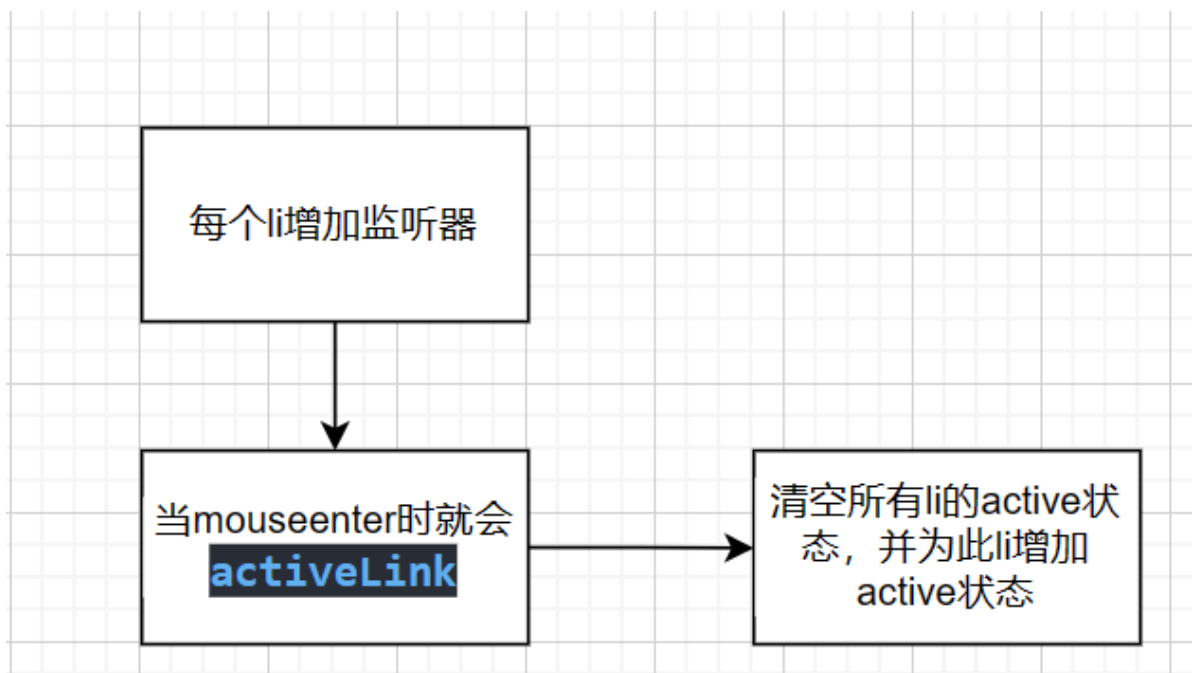 每个li增加监听器
当mouseenter时就会
activeLink
清空所有li的active状
态，并为此li增加
active状态